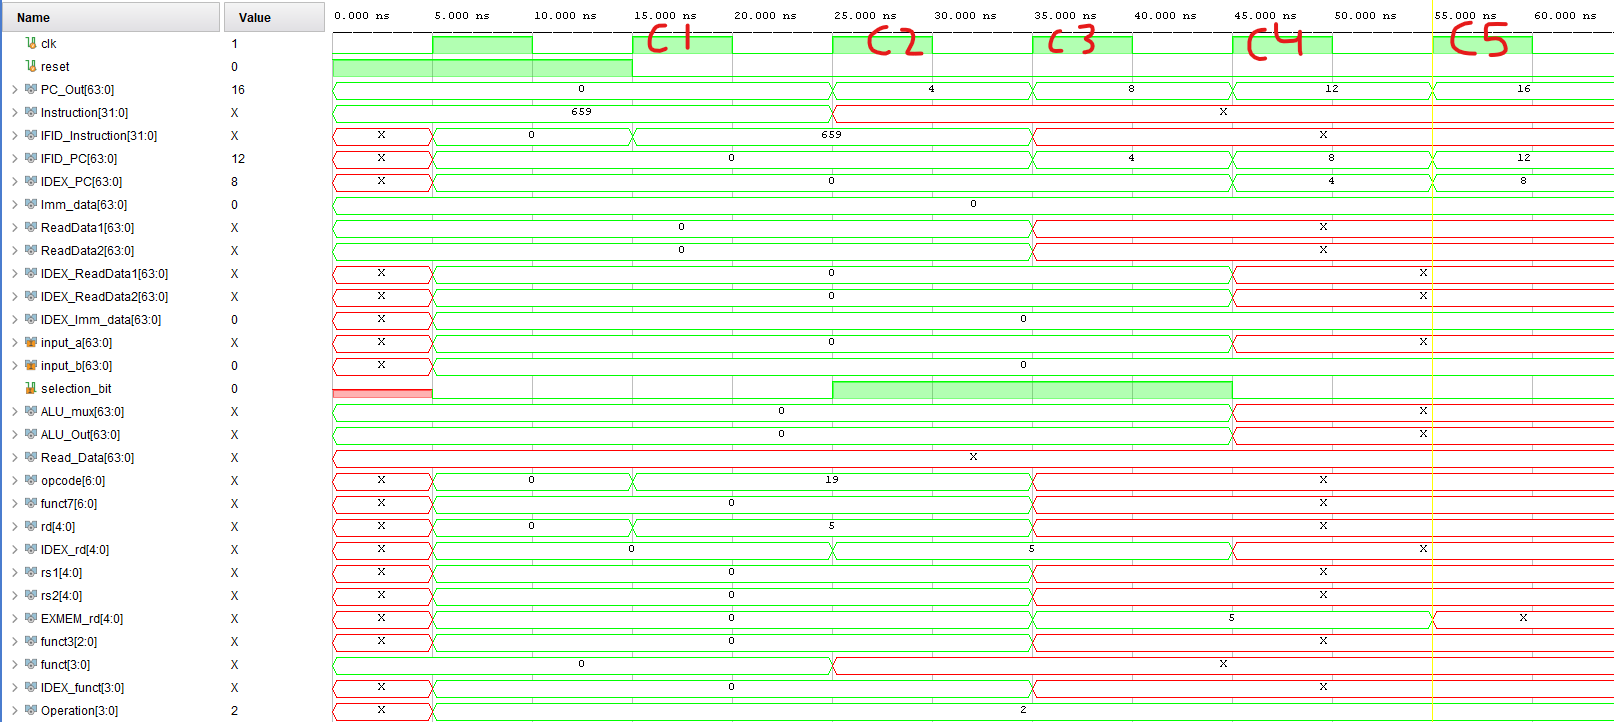 Name Value 0.000 ns 5.000 ns 10.000 ns 15.000 ns 20.000 ns 25.000 ns 30.000 ns 35.000 ns 40.000 ns 45.000 ns 50.000 ns 55.000 ns 60.000 ns
clk 1 C1 C2 C3 C4 C5
reset 0
PC_Out[63:0] 16 0 4 8 12 16
Instruction[31:0] X 659 X
IFID_Instruction[31:0] X X 0 659 X
IFID_PC[63:0] 12 X 0 4 8 12
IDEX_PC[63:0] 8 X 0 4 8
Imm_data[63:0] 0 0
ReadData1[63:0] X 0 X
ReadData2[63:0] X 0 X
IDEX_ReadData1[63:0] X X 0 X
IDEX_ReadData2[63:0] X X 0 X
IDEX_Imm_data[63:0] 0 X 0
input_a[63:0] X X 0 X
input_b[63:0] 0 X 0
selection_bit 0
ALU_mux[63:0] X 0 X
ALU_Out[63:0] X 0 X
Read_Data[63:0] X X
opcode[6:0] X X 0 19 X
funct7[6:0] X X 0 X
rd[4:0] X X 0 5 X
IDEX_rd[4:0] X X 0 5 X
rs1[4:0] X X 0 X
rs2[4:0] X X 0 X
EXMEM_rd[4:0] X X 0 5 X
funct3[2:0] X X 0 X
funct[3:0] X 0 X
IDEX_funct[3:0] X X 0 X
Operation[3:0] 2 X 2